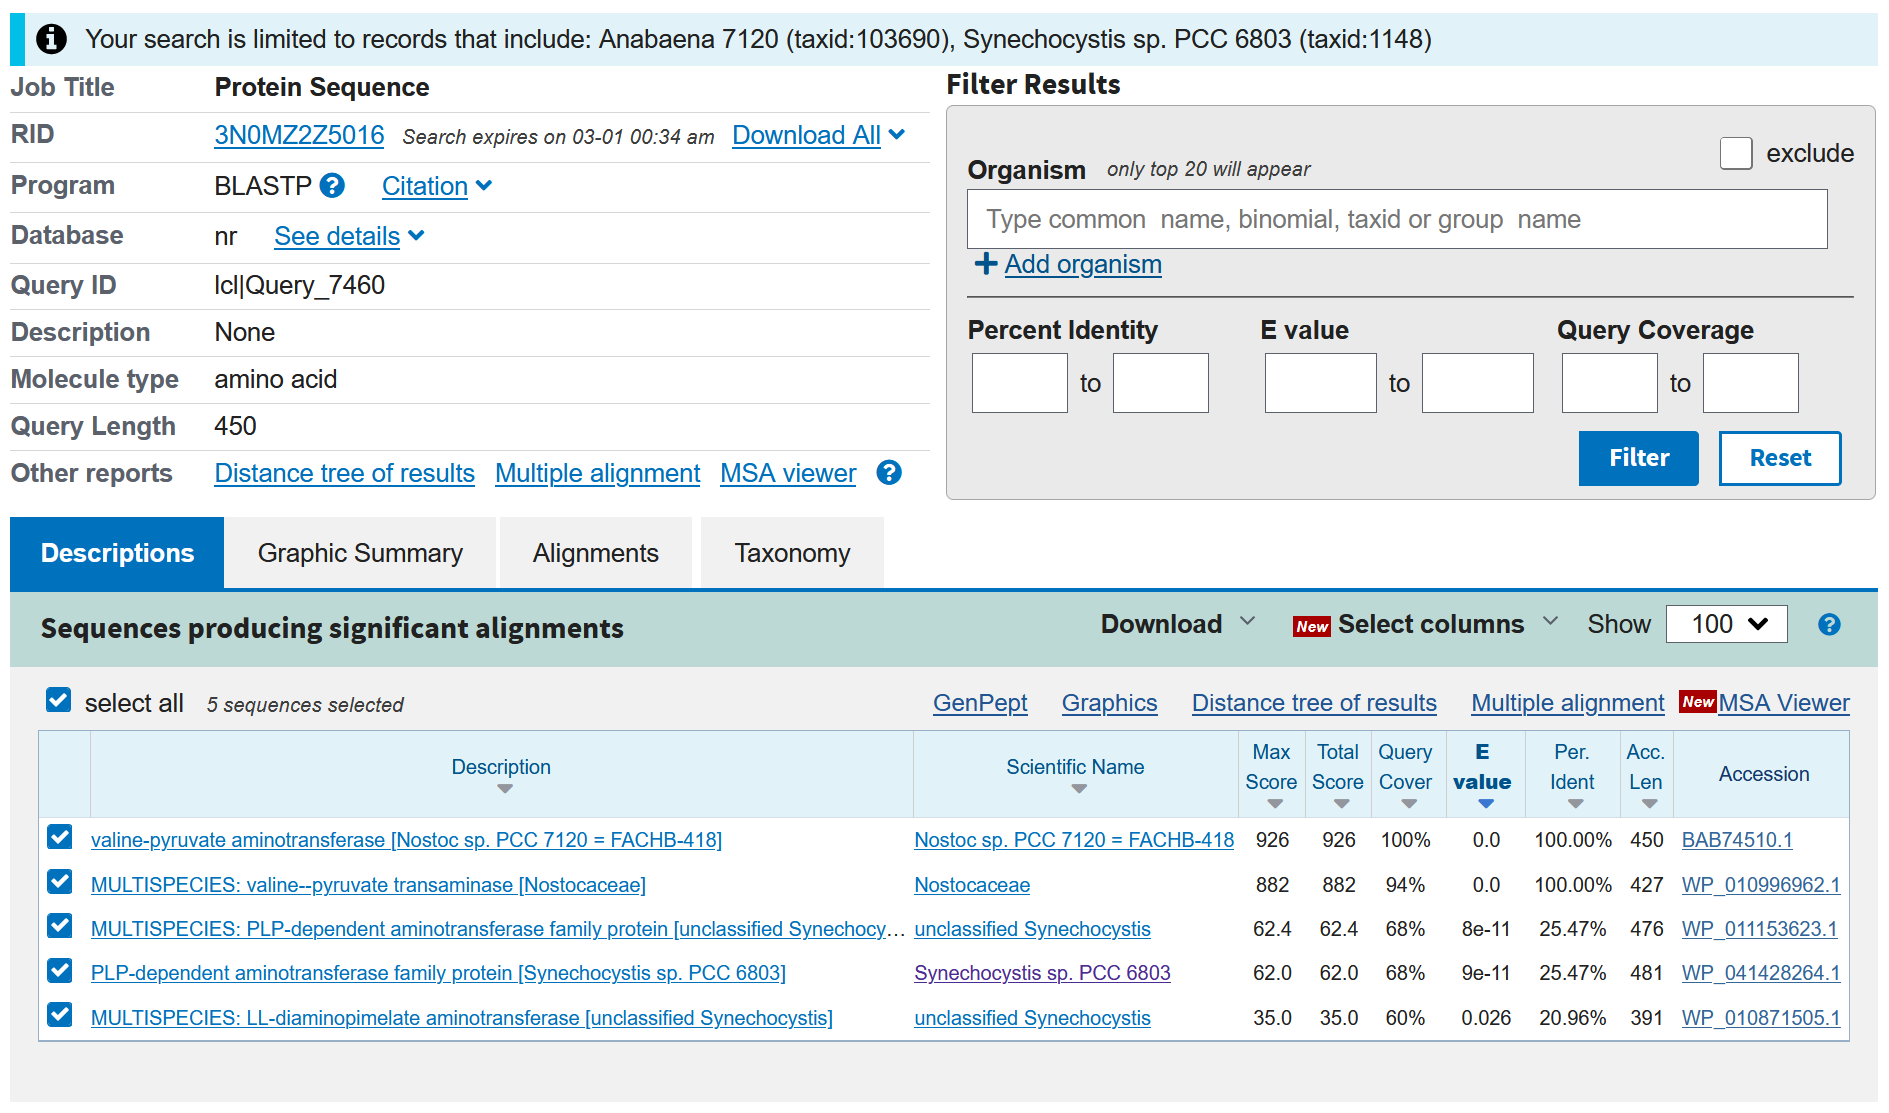 Your search is limited to records that include: Anabaena 7120 (taxid:103690), Synechocystis sp. PCC 6803 (taxid:1148)
Job Title Protein Sequence
RID 3N0MZ2Z5016 Search expires on 03-01 00:34 am Download All
Program BLASTP ? Citation
Database nr See details
Query ID lcl|Query_7460
Description None
Molecule type amino acid
Query Length 450
Other reports Distance tree of results Multiple alignment MSA viewer ?
Filter Results
exclude
Organism only top 20 will appear
Type common name, binomial, taxid or group name
+ Add organism
Percent Identity E value Query Coverage
to to to
Filter Reset
Descriptions Graphic Summary Alignments Taxonomy
Sequences producing significant alignments Download New Select columns Show 100 ?
select all 5 sequences selected GenPept Graphics Distance tree of results Multiple alignment New MSA Viewer
Description Scientific Name Max Score Total Score Query Cover E value Per. Ident Acc. Len Accession
valine-pyruvate aminotransferase [Nostoc sp. PCC 7120 = FACHB-418] Nostoc sp. PCC 7120 = FACHB-418 926 926 100% 0.0 100.00% 450 BAB74510.1
MULTISPECIES: valine--pyruvate transaminase [Nostocaceae] Nostocaceae 882 882 94% 0.0 100.00% 427 WP_010996962.1
MULTISPECIES: PLP-dependent aminotransferase family protein [unclassified Synechocy... unclassified Synechocystis 62.4 62.4 68% 8e-11 25.47% 476 WP_011153623.1
PLP-dependent aminotransferase family protein [Synechocystis sp. PCC 6803] Synechocystis sp. PCC 6803 62.0 62.0 68% 9e-11 25.47% 481 WP_041428264.1
MULTISPECIES: LL-diaminopimelate aminotransferase [unclassified Synechocystis] unclassified Synechocystis 35.0 35.0 60% 0.026 20.96% 391 WP_010871505.1